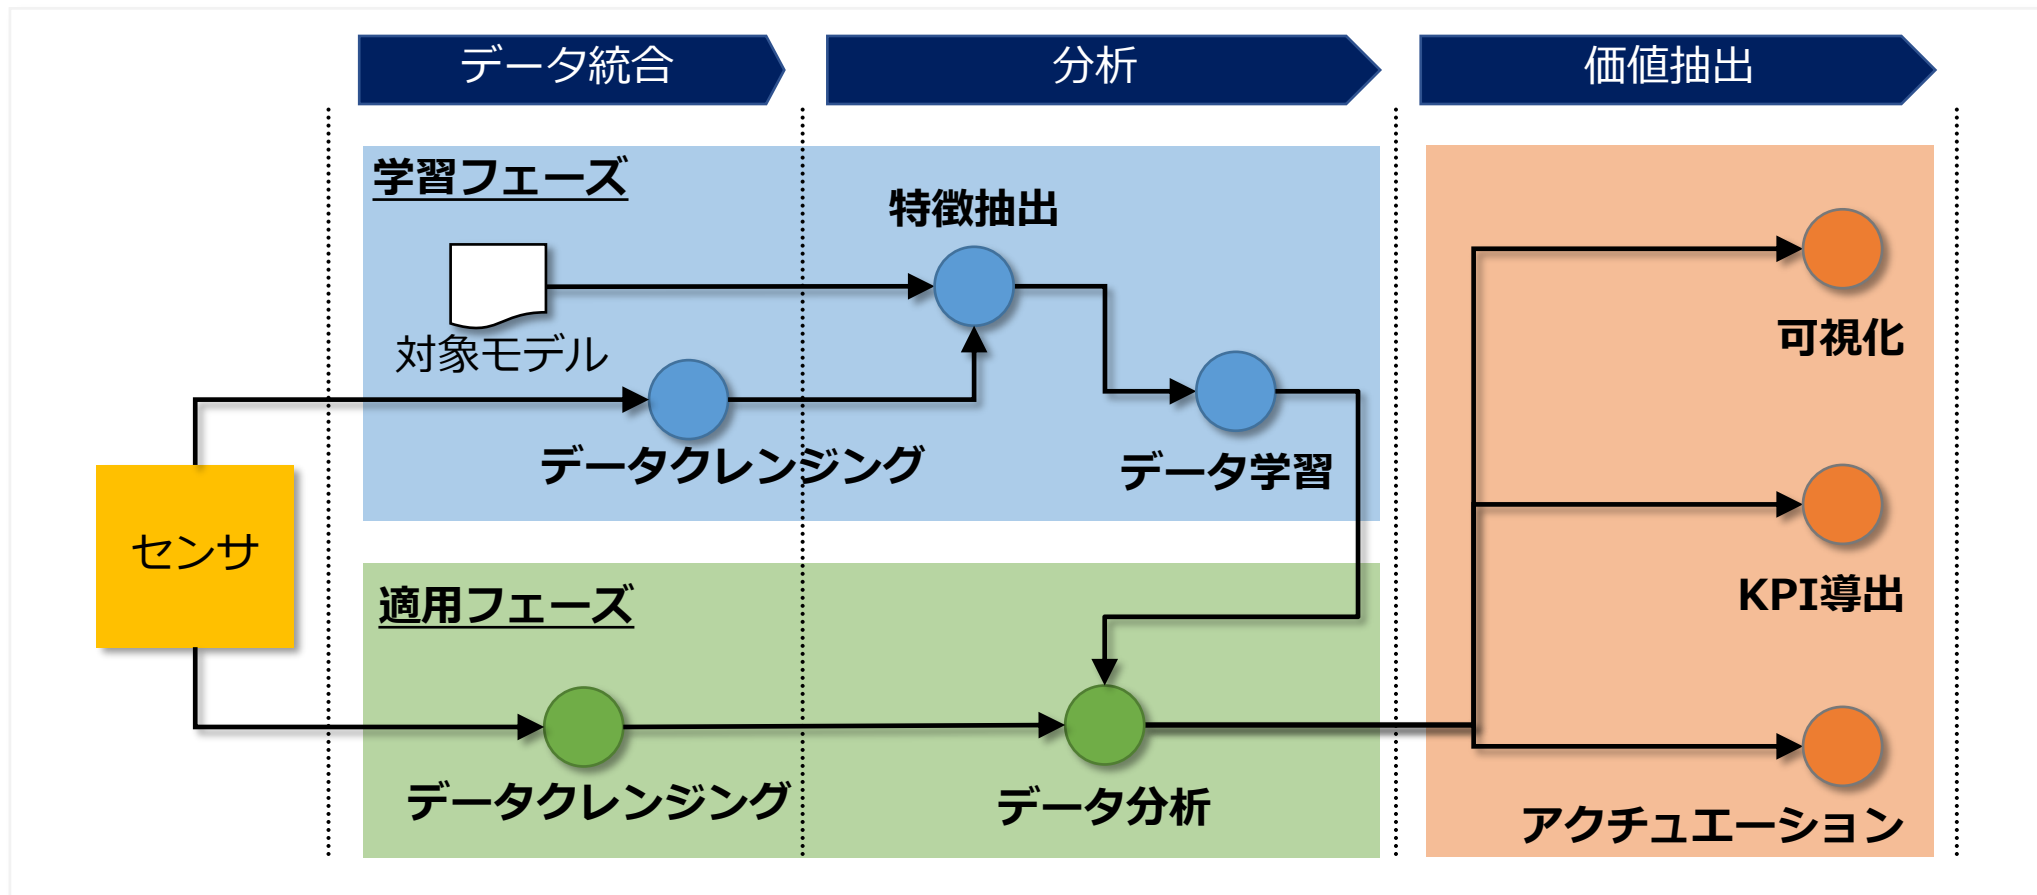 データ統合
分析
価値抽出
学習フェーズ
特徴抽出
対象モデル
データクレンジング
データ学習
センサ
適用フェーズ
データクレンジング
データ分析
可視化
KPI導出
アクチュエーション